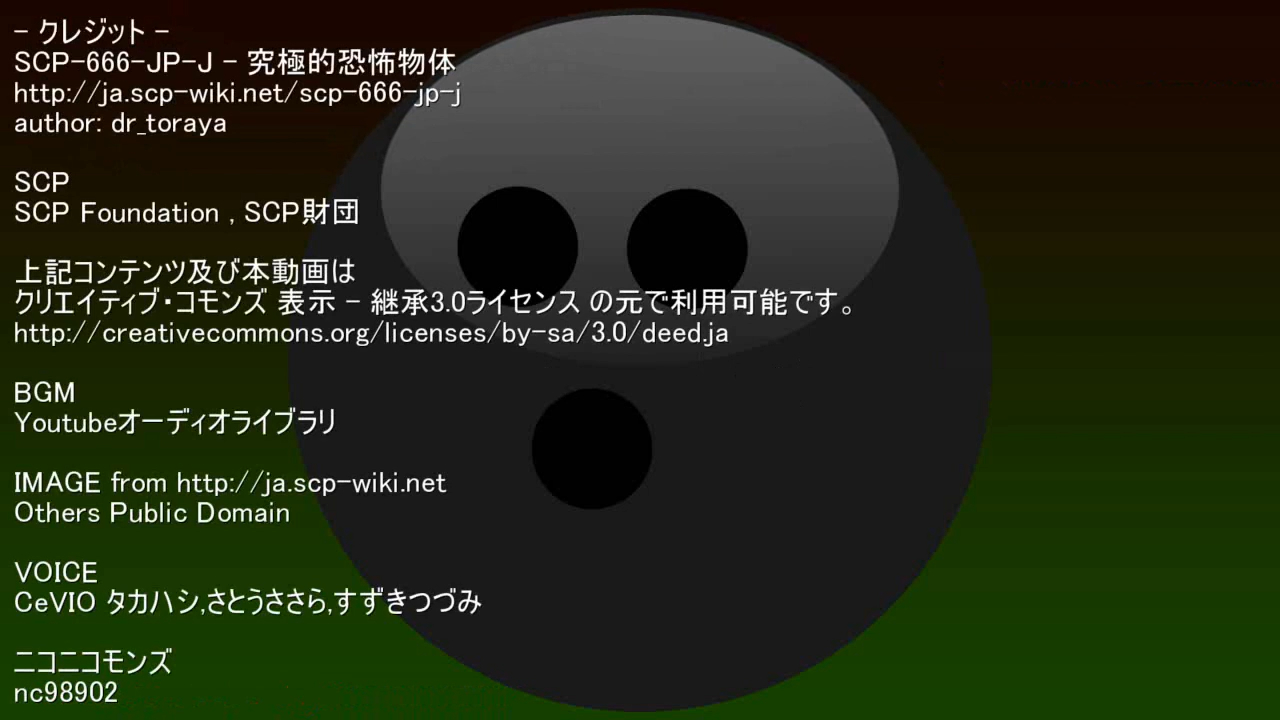 - クレジット -
SCP-666-JP-J - 究極的恐怖物体
http://ja.scp-wiki.net/scp-666-jp-j
author: dr_toraya
SCP
SCP Foundation , SCP財団
上記コンテンツ及び本動画は
クリエイティブ・コモンズ 表示 - 継承3.0ライセンス の元で利用可能です。
http://creativecommons.org/licenses/by-sa/3.0/deed.ja
BGM
Youtubeオーディオライブラリ
IMAGE from http://ja.scp-wiki.net
Others Public Domain
VOICE
CeVIO タカハシ,さとうささら,すずきつづみ
ニコニコモンズ
nc98902